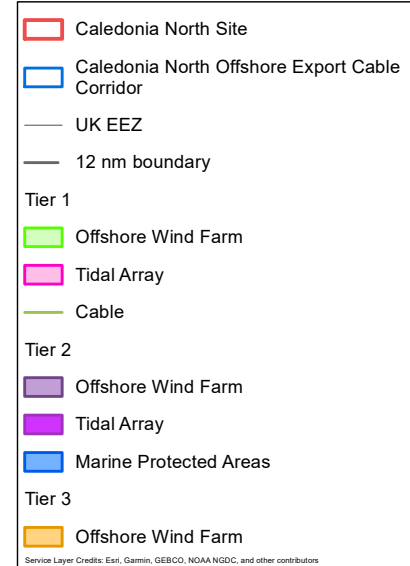 Caledonia North Site
Caledonia North Offshore Export Cable
Corridor
UK EEZ
12 nm boundary
Tier 1
Offshore Wind Farm
Tidal Array
Cable
Tier 2
Offshore Wind Farm
Tidal Array
Marine Protected Areas
Tier 3
Offshore Wind Farm
Service Layer Credits: Esri, Garmin, GEBCO, NOAA NGDC, and other contributors